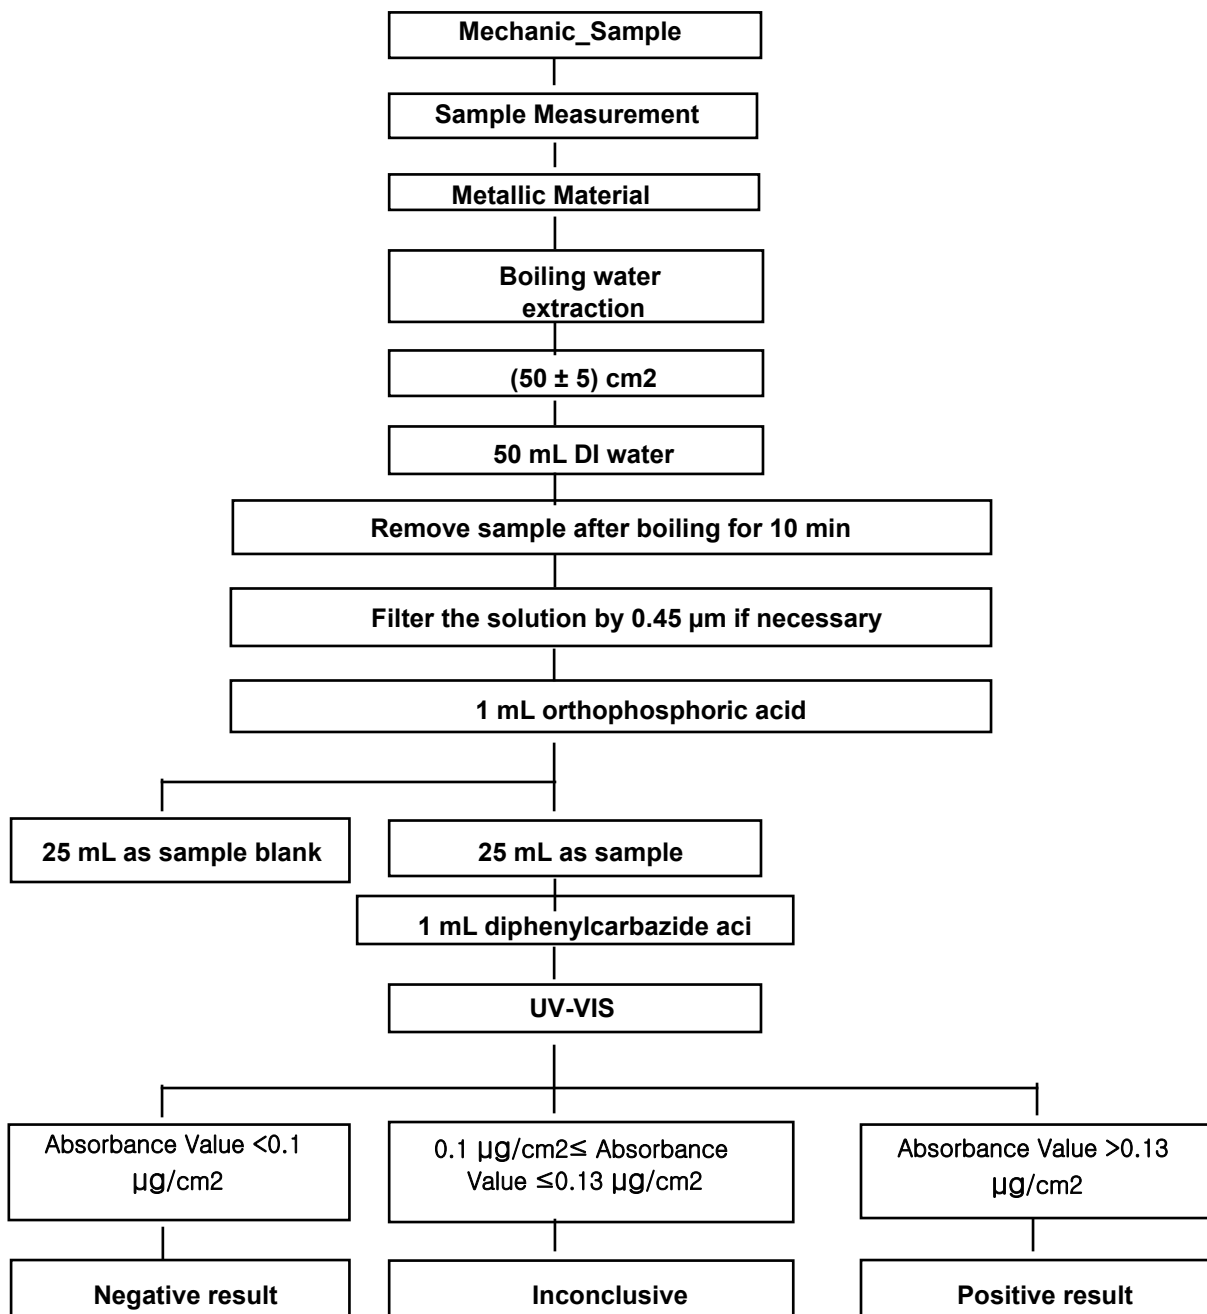 Mechanic_Sample
Sample Measurement
Metallic Material
Boiling water
extraction
(50 ± 5) cm2
50 mL DI water
Remove sample after boiling for 10 min
Filter the solution by 0.45 µm if necessary
1 mL orthophosphoric acid
25 mL as sample blank
25 mL as sample
1 mL diphenylcarbazide aci
UV-VIS
Absorbance Value <0.1
µg/cm2
0.1 µg/cm2≤ Absorbance
Value ≤0.13 µg/cm2
Absorbance Value >0.13
µg/cm2
Negative result
Inconclusive
Positive result